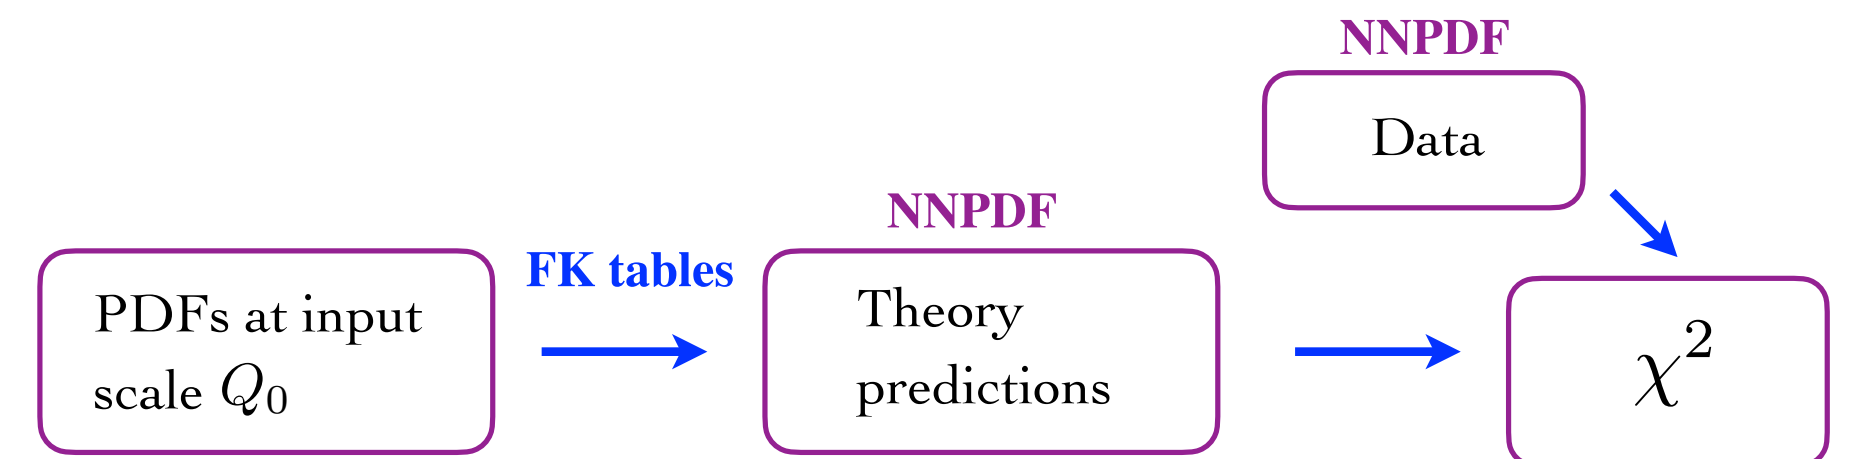 NNPDF
Data
NNPDF
FK tables
PDFs at input
scale Q₀
Theory
predictions
χ²